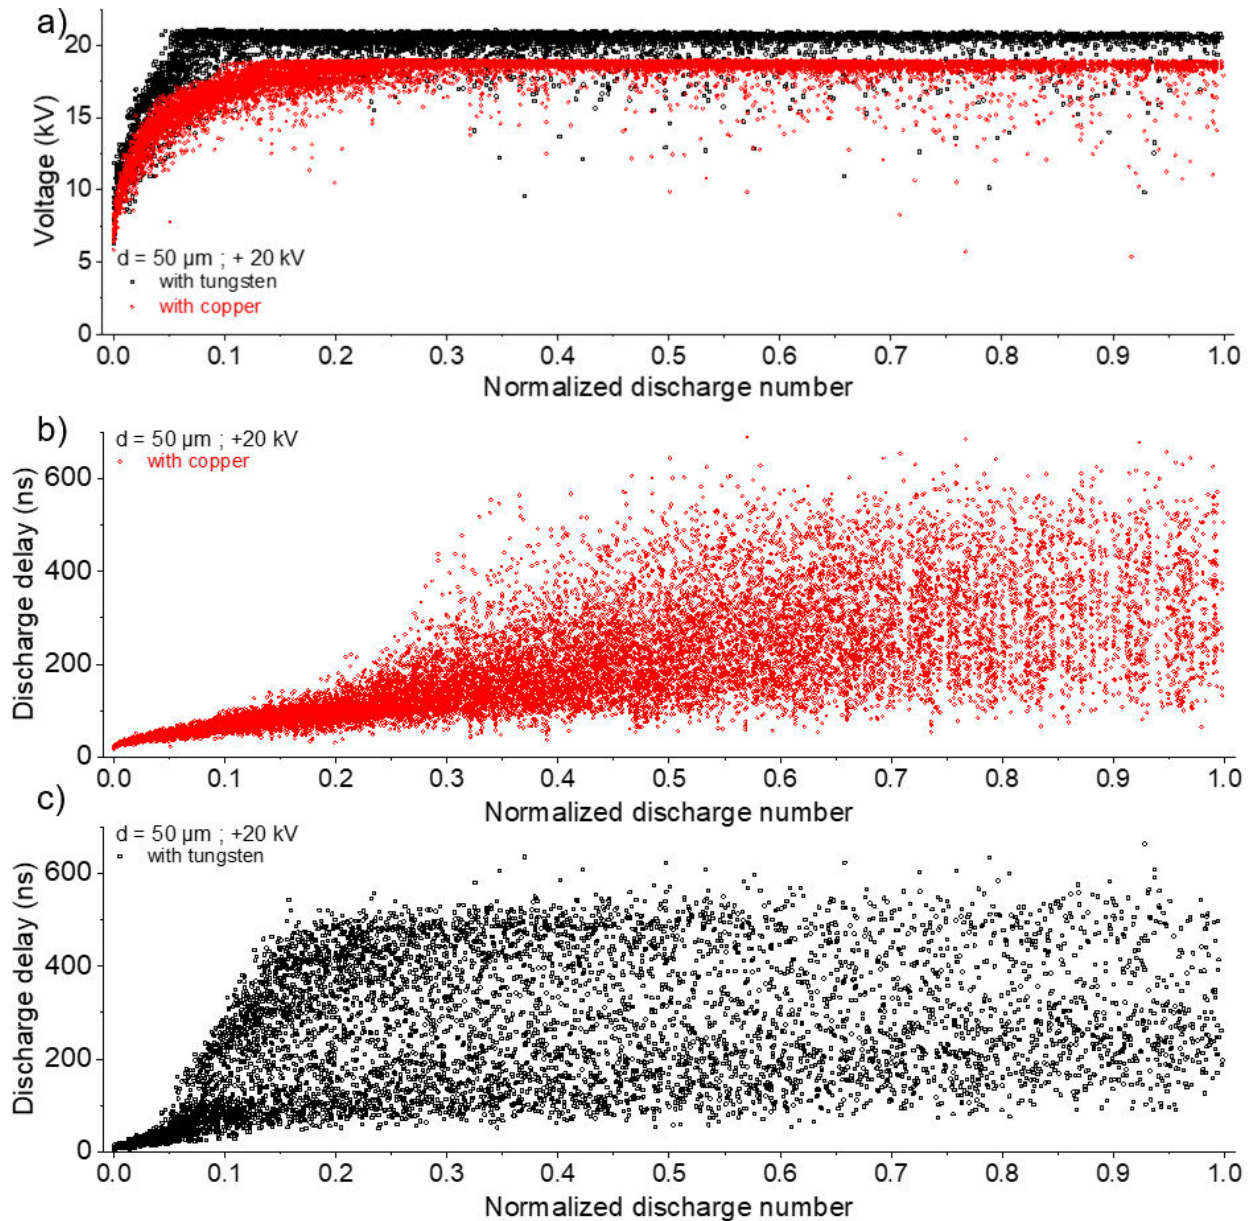 a)
20
15
10
5
0
Voltage (kV)
d = 50 µm ; + 20 kV
with tungsten
with copper
0.0 0.1 0.2 0.3 0.4 0.5 0.6 0.7 0.8 0.9 1.0
Normalized discharge number
b)
600
400
200
0
Discharge delay (ns)
d = 50 µm ; +20 kV
with copper
0.0 0.1 0.2 0.3 0.4 0.5 0.6 0.7 0.8 0.9 1.0
Normalized discharge number
c)
600
400
200
0
Discharge delay (ns)
d = 50 µm ; +20 kV
with tungsten
0.0 0.1 0.2 0.3 0.4 0.5 0.6 0.7 0.8 0.9 1.0
Normalized discharge number